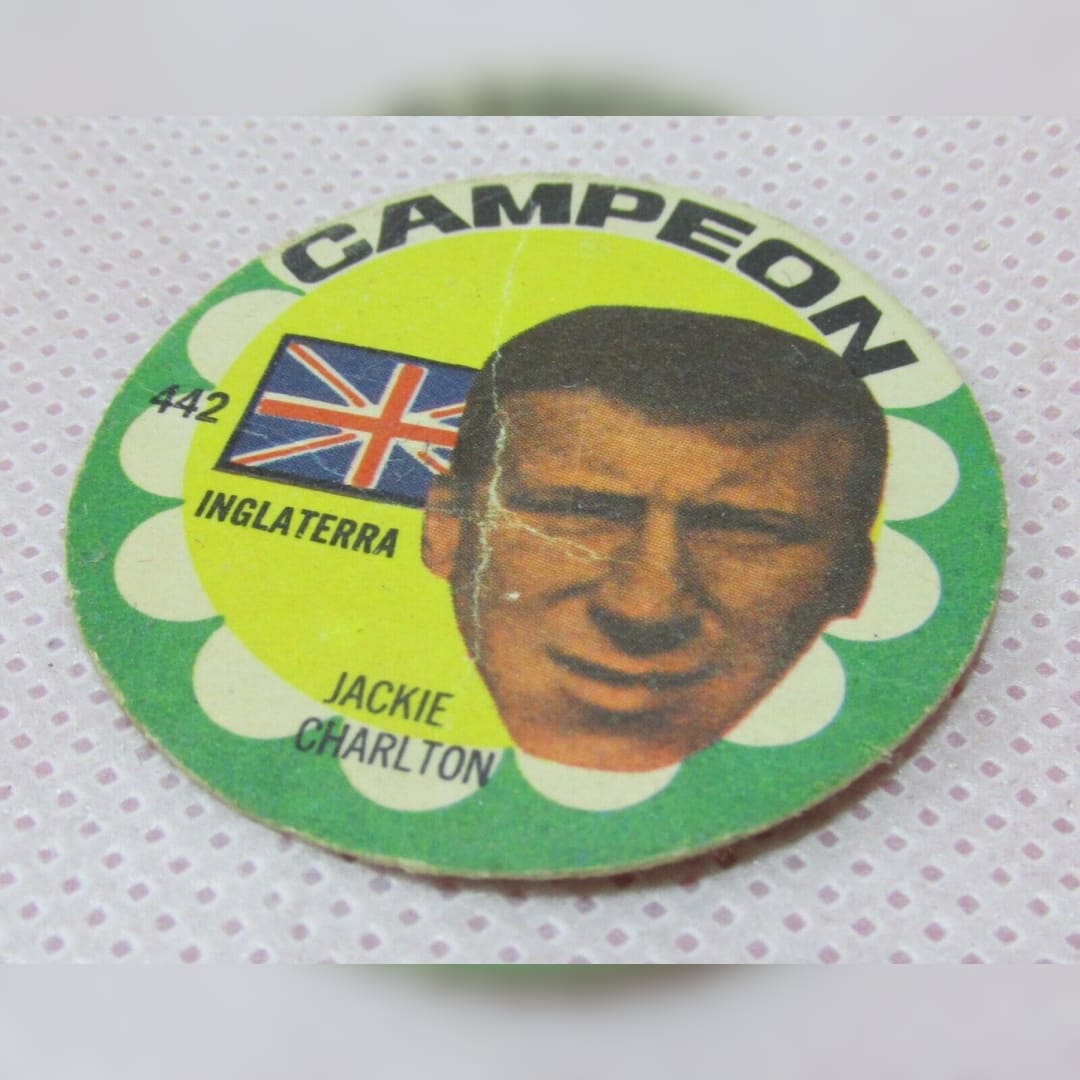 CAMPEON
442
INGLATERRA
JACKIE
CHARLTON